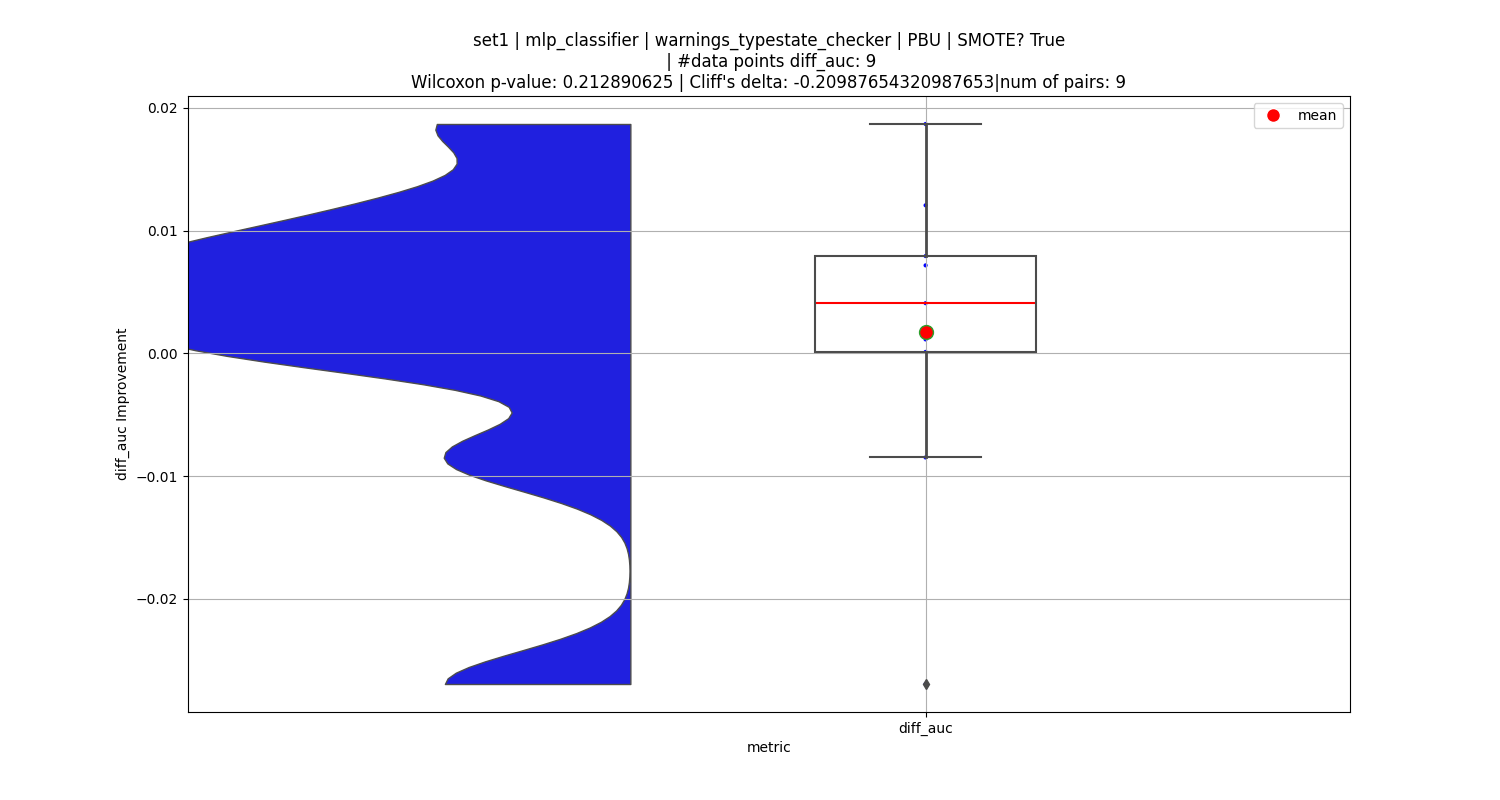 set1 | mlp_classifier | warnings_typestate_checker | PBU | SMOTE? True
| #data points diff_auc: 9
Wilcoxon p-value: 0.212890625 | Cliff's delta: -0.20987654320987653|num of pairs: 9
mean
0.02
0.01
0.00
−0.01
−0.02
diff_auc Improvement
diff_auc
metric